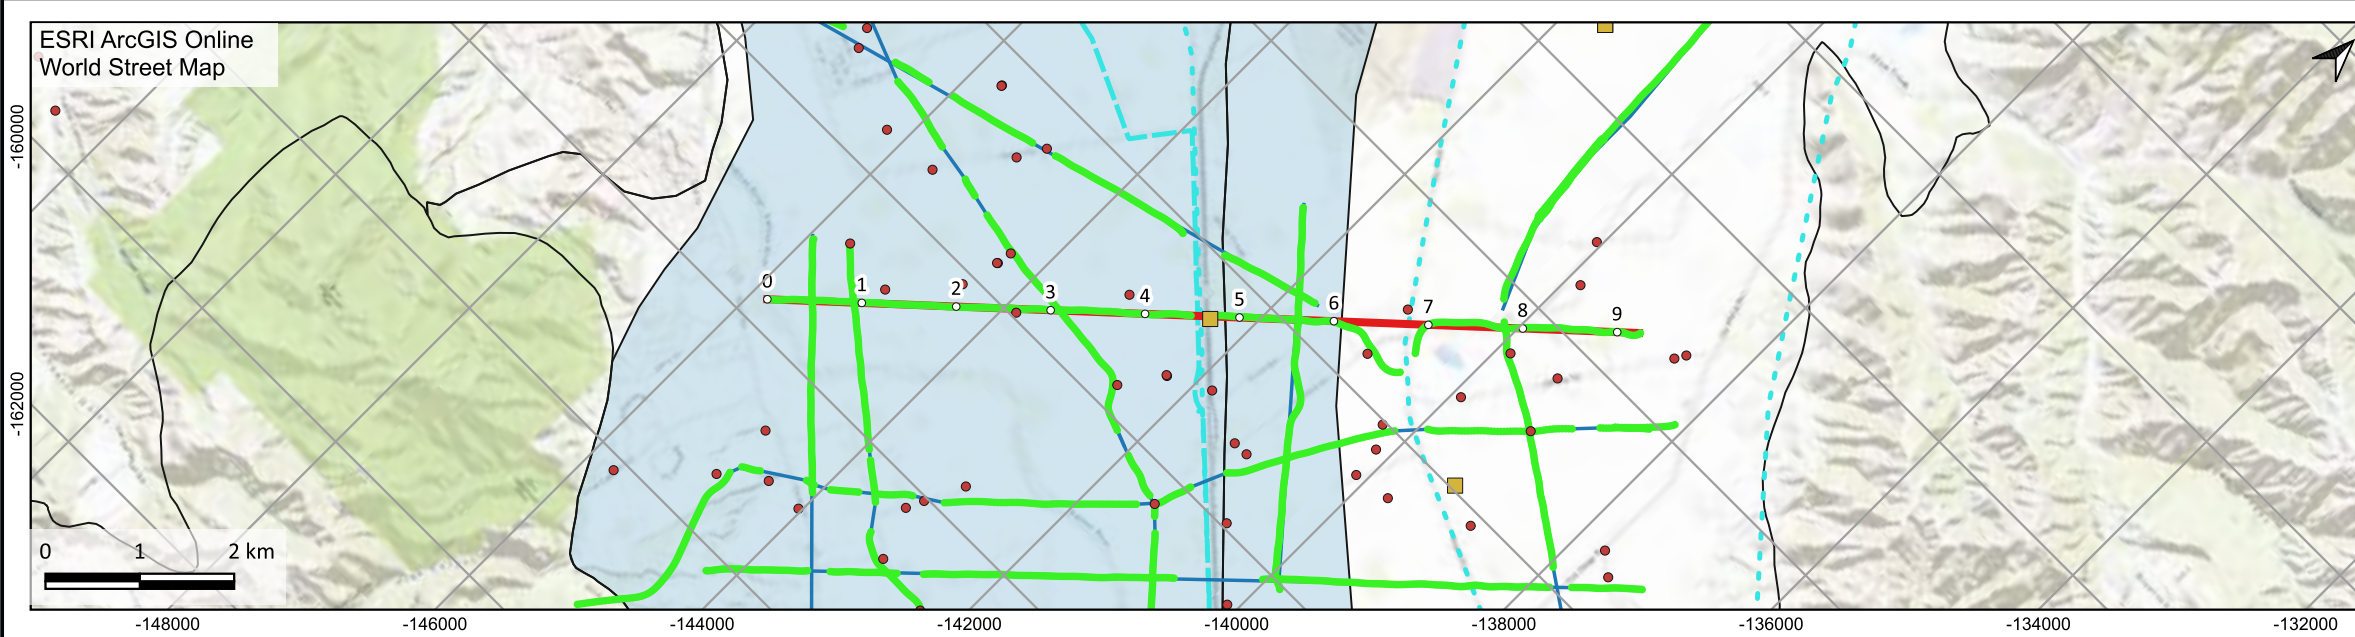 ESRI ArcGIS Online
World Street Map
-160000
-162000
0 1 2 3 4 5 6 7 8 9
0 1 2 km
-148000 -146000 -144000 -142000 -140000 -138000 -136000 -134000 -132000